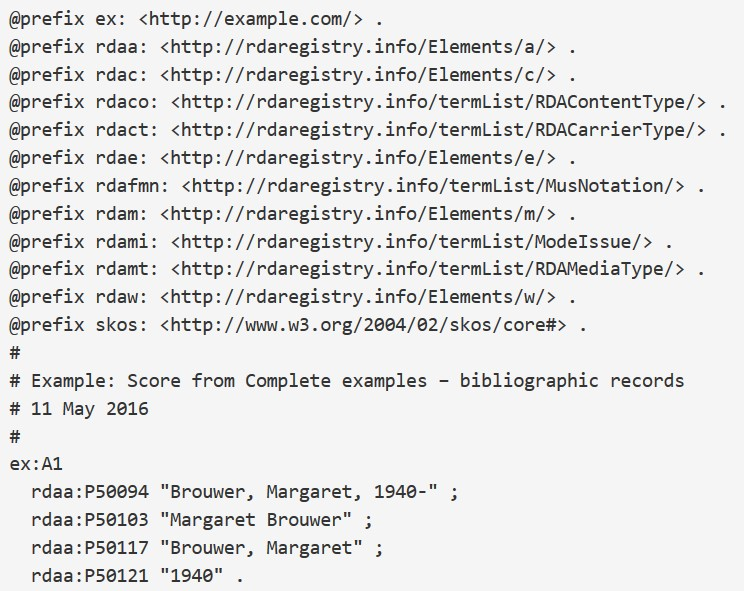 @prefix ex: <http://example.com/> .
@prefix rdaa: <http://rdaregistry.info/Elements/a/> .
@prefix rdac: <http://rdaregistry.info/Elements/c/> .
@prefix rdaco: <http://rdaregistry.info/termList/RDAContentType/> .
@prefix rdact: <http://rdaregistry.info/termList/RDACarrierType/> .
@prefix rdae: <http://rdaregistry.info/Elements/e/> .
@prefix rdafmn: <http://rdaregistry.info/termList/MusNotation/> .
@prefix rdam: <http://rdaregistry.info/Elements/m/> .
@prefix rdami: <http://rdaregistry.info/termList/ModeIssue/> .
@prefix rdamt: <http://rdaregistry.info/termList/RDAMediaType/> .
@prefix rdaw: <http://rdaregistry.info/Elements/w/> .
@prefix skos: <http://www.w3.org/2004/02/skos/core#> .
#
# Example: Score from Complete examples – bibliographic records
# 11 May 2016
#
ex:A1
  rdaa:P50094 "Brouwer, Margaret, 1940-" ;
  rdaa:P50103 "Margaret Brouwer" ;
  rdaa:P50117 "Brouwer, Margaret" ;
  rdaa:P50121 "1940" .